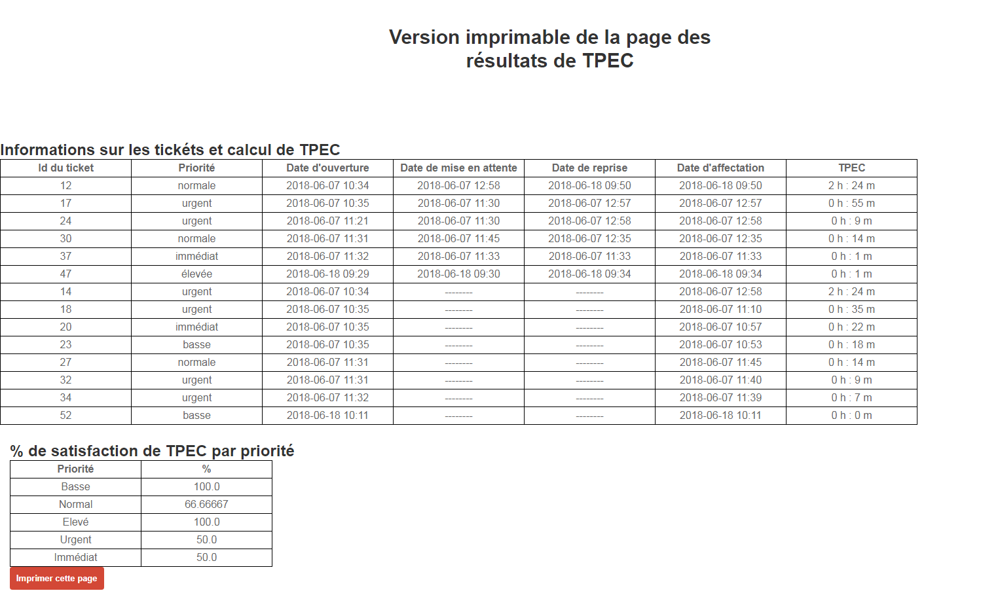 Version imprimable de la page des
résultats de TPEC
Informations sur les tickéts et calcul de TPEC
Id du ticket Priorité Date d'ouverture Date de mise en attente Date de reprise Date d'affectation TPEC
12 normale 2018-06-07 10:34 2018-06-07 12:58 2018-06-18 09:50 2018-06-18 09:50 2 h : 24 m
17 urgent 2018-06-07 10:35 2018-06-07 11:30 2018-06-07 12:57 2018-06-07 12:57 0 h : 55 m
24 urgent 2018-06-07 11:21 2018-06-07 11:30 2018-06-07 12:58 2018-06-07 12:58 0 h : 9 m
30 normale 2018-06-07 11:31 2018-06-07 11:45 2018-06-07 12:35 2018-06-07 12:35 0 h : 14 m
37 immédiat 2018-06-07 11:32 2018-06-07 11:33 2018-06-07 11:33 2018-06-07 11:33 0 h : 1 m
47 élevée 2018-06-18 09:29 2018-06-18 09:30 2018-06-18 09:34 2018-06-18 09:34 0 h : 1 m
14 urgent 2018-06-07 10:34 -------- -------- 2018-06-07 12:58 2 h : 24 m
18 urgent 2018-06-07 10:35 -------- -------- 2018-06-07 11:10 0 h : 35 m
20 immédiat 2018-06-07 10:35 -------- -------- 2018-06-07 10:57 0 h : 22 m
23 basse 2018-06-07 10:35 -------- -------- 2018-06-07 10:53 0 h : 18 m
27 normale 2018-06-07 11:31 -------- -------- 2018-06-07 11:45 0 h : 14 m
32 urgent 2018-06-07 11:31 -------- -------- 2018-06-07 11:40 0 h : 9 m
34 urgent 2018-06-07 11:32 -------- -------- 2018-06-07 11:39 0 h : 7 m
52 basse 2018-06-18 10:11 -------- -------- 2018-06-18 10:11 0 h : 0 m
% de satisfaction de TPEC par priorité
Priorité %
Basse 100.0
Normal 66.66667
Elevé 100.0
Urgent 50.0
Immédiat 50.0
Imprimer cette page